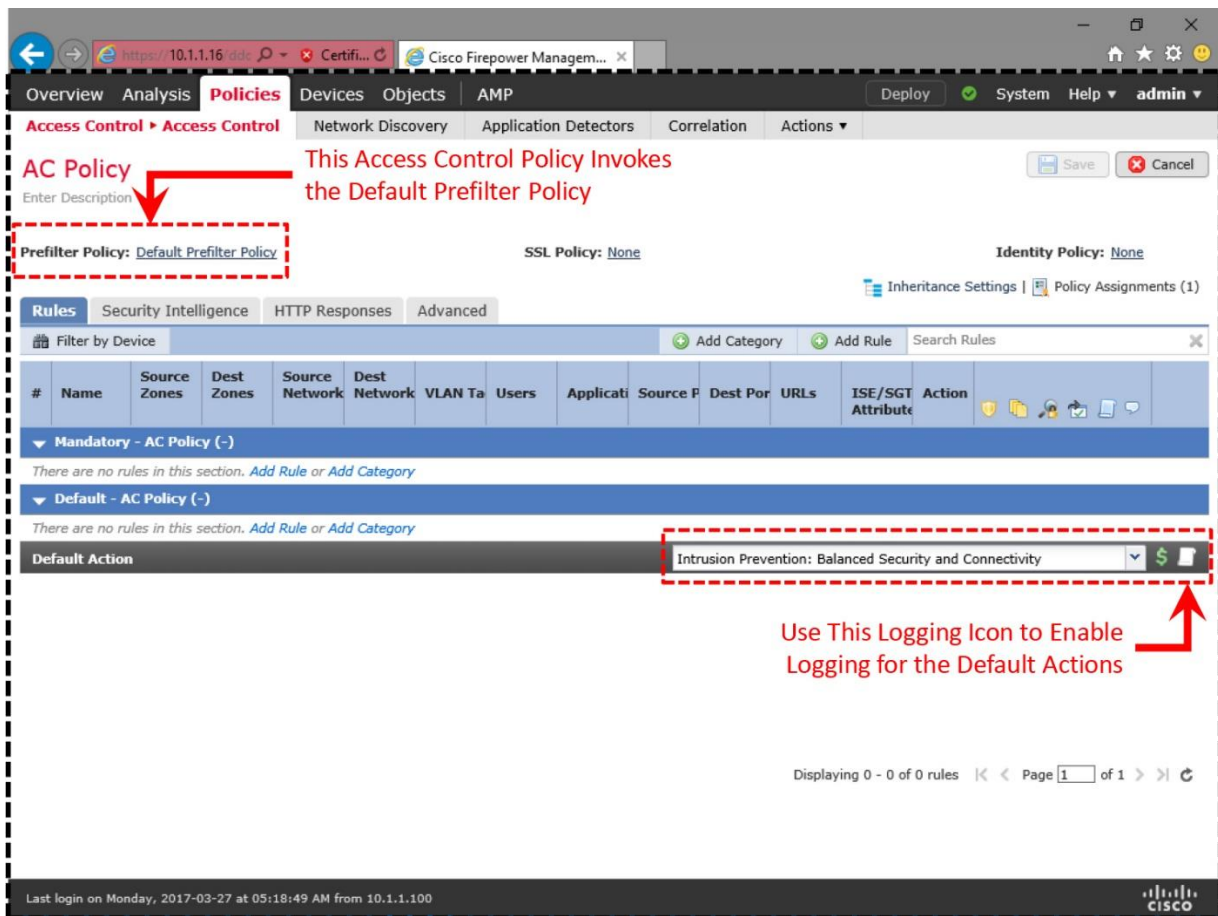 https://10.1.1.16/ddc
Certifi...
Cisco Firepower Managem...
Overview Analysis Policies Devices Objects AMP Deploy System Help admin
Access Control ▸ Access Control Network Discovery Application Detectors Correlation Actions
AC Policy
Enter Description
This Access Control Policy Invokes
the Default Prefilter Policy
Save Cancel
Prefilter Policy: Default Prefilter Policy SSL Policy: None Identity Policy: None
Inheritance Settings | Policy Assignments (1)
Rules Security Intelligence HTTP Responses Advanced
Filter by Device Add Category Add Rule Search Rules
# Name Source Zones Dest Zones Source Network Dest Network VLAN Ta Users Applicati Source P Dest Por URLs ISE/SGT Attribute Action
Mandatory - AC Policy (-)
There are no rules in this section. Add Rule or Add Category
Default - AC Policy (-)
There are no rules in this section. Add Rule or Add Category
Default Action Intrusion Prevention: Balanced Security and Connectivity $
Use This Logging Icon to Enable
Logging for the Default Actions
Displaying 0 - 0 of 0 rules |< < Page 1 of 1 > >|
Last login on Monday, 2017-03-27 at 05:18:49 AM from 10.1.1.100
CISCO